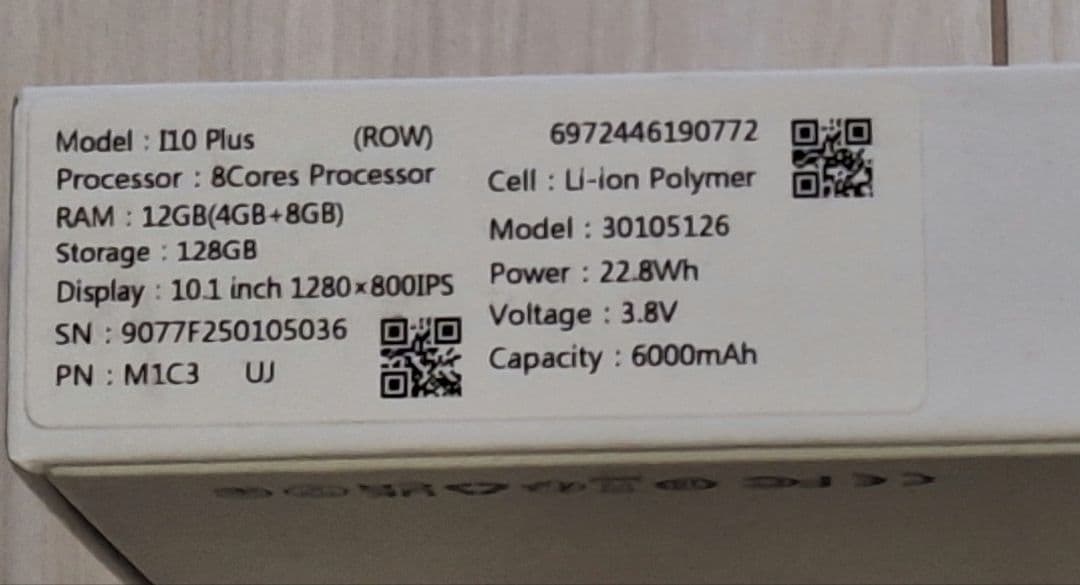 Model : I10 Plus (ROW)
Processor : 8Cores Processor
RAM : 12GB(4GB+8GB)
Storage : 128GB
Display : 10.1 inch 1280×800IPS
SN : 9077F250105036
PN : M1C3 UJ
6972446190772
Cell : Li-ion Polymer
Model : 30105126
Power : 22.8Wh
Voltage : 3.8V
Capacity : 6000mAh